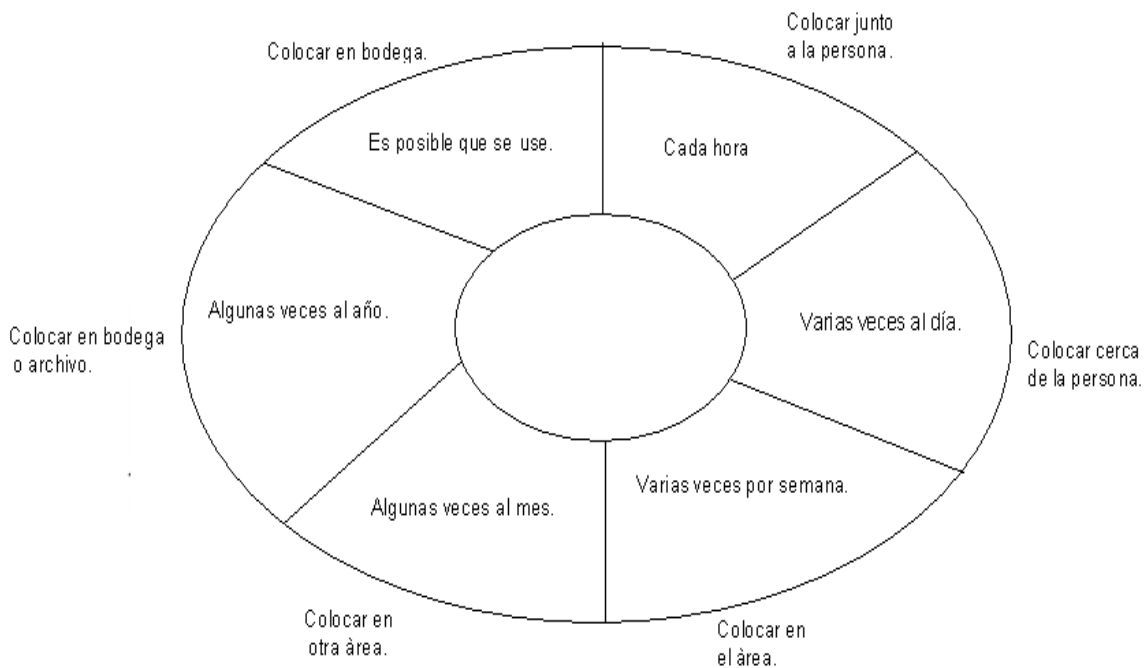 Colocar junto
a la persona.
Colocar en bodega.
Es posible que se use.
Cada hora
Algunas veces al año.
Varias veces al día.
Colocar en bodega
o archivo.
Colocar cerca
de la persona.
Varias veces por semana.
Algunas veces al mes.
Colocar en
otra àrea.
Colocar en
el àrea.